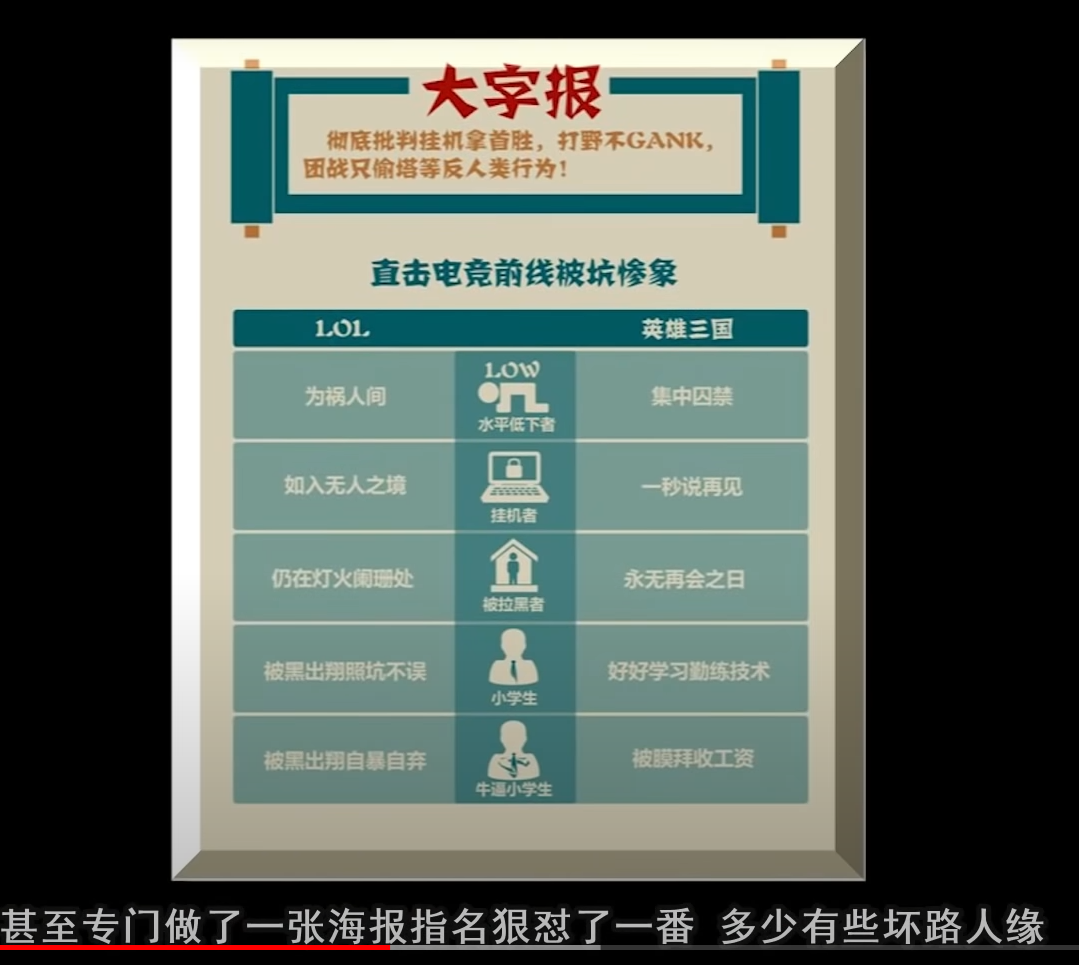 大字报
彻底批判挂机拿首胜，打野不GANK，
团战只偷塔等反人类行为！
直击电竞前线被坑惨象
LOL 英雄三国
LOW
为祸人间 水平低下者 集中囚禁
如入无人之境 挂机者 一秒说再见
仍在灯火阑珊处 被拉黑者 永无再会之日
被黑出翔照坑不误 小学生 好好学习勤练技术
被黑出翔自暴自弃 牛逼小学生 被膜拜收工资
甚至专门做了一张海报指名狠怼了一番 多少有些坏路人缘